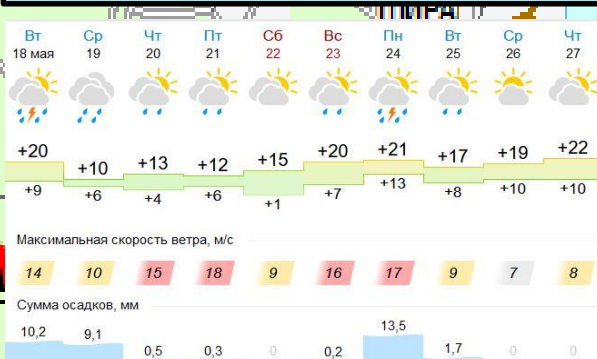 Вт Ср Чт Пт Сб Вс Пн Вт Ср Чт
18 мая 19 20 21 22 23 24 25 26 27
+20 +10 +13 +12 +15 +20 +21 +17 +19 +22
+9 +6 +4 +6 +1 +7 +13 +8 +10 +10
Максимальная скорость ветра, м/с
14 10 15 18 9 16 17 9 7 8
Сумма осадков, мм
10,2 9,1 0,5 0,3 0 0,2 13,5 1,7 0 0